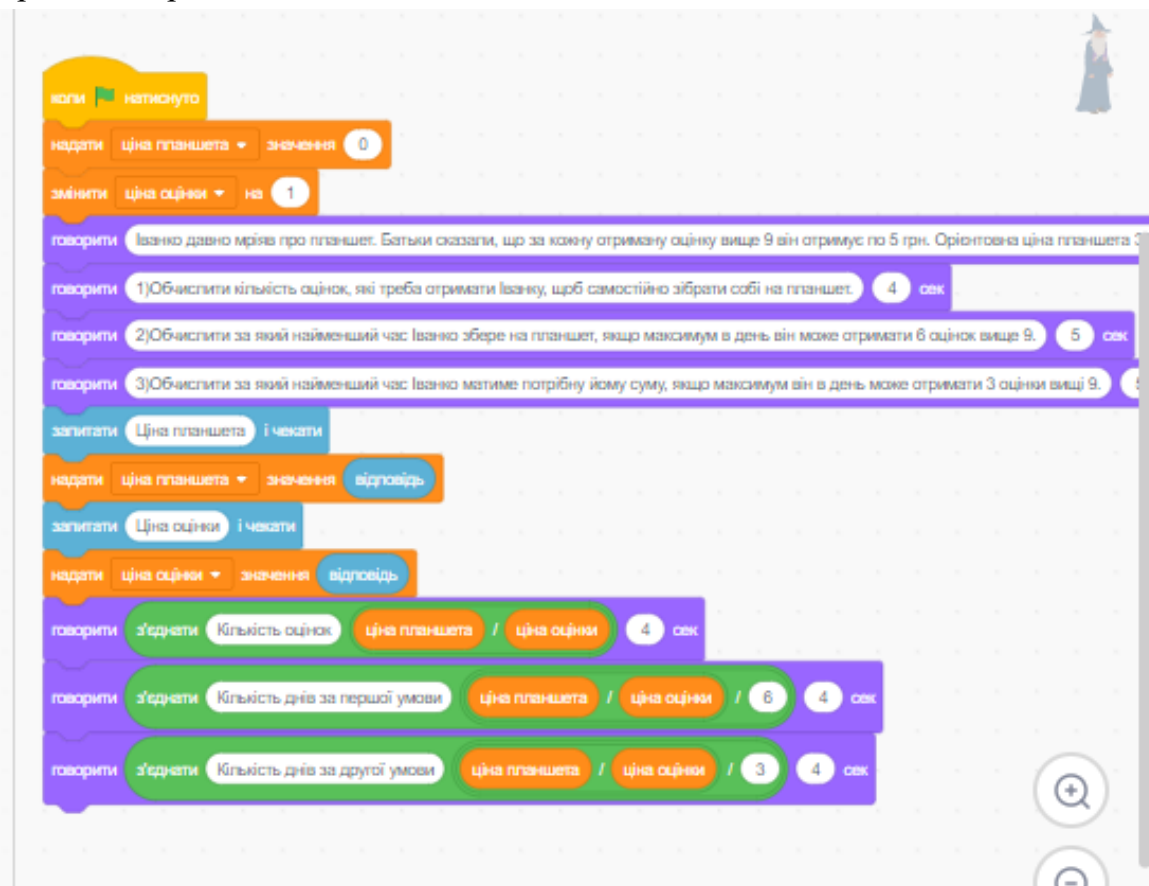 коли натиснуто
надати ціна планшета значення 0
змінити ціна оцінки на 1
говорити Іванко давно мріяв про планшет. Батьки сказали, що за кожну отриману оцінку вище 9 він отримує по 5 грн. Орієнтовна ціна планшета
говорити 1)Обчислити кількість оцінок, які треба отримати Іванку, щоб самостійно зібрати собі на планшет. 4 сек
говорити 2)Обчислити за який найменший час Іванко збере на планшет, якщо максимум в день він може отримати 6 оцінок вище 9. 5 сек
говорити 3)Обчислити за який найменший час Іванко матиме потрібну йому суму, якщо максимум він в день може отримати 3 оцінки вищі 9.
запитати Ціна планшета і чекати
надати ціна планшета значення відповідь
запитати Ціна оцінки і чекати
надати ціна оцінки значення відповідь
говорити з'єднати Кількість оцінок ціна планшета / ціна оцінки 4 сек
говорити з'єднати Кількість днів за першої умови ціна планшета / ціна оцінки / 6 4 сек
говорити з'єднати Кількість днів за другої умови ціна планшета / ціна оцінки / 3 4 сек